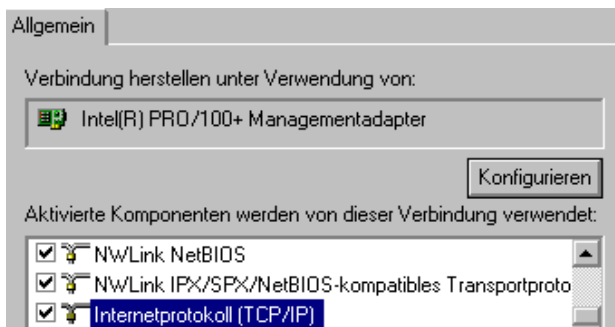 Allgemein
Verbindung herstellen unter Verwendung von:
Intel(R) PRO/100+ Managementadapter
Konfigurieren
Aktivierte Komponenten werden von dieser Verbindung verwendet:
NWLink NetBIOS
NWLink IPX/SPX/NetBIOS-kompatibles Transportproto
Internetprotokoll (TCP/IP)